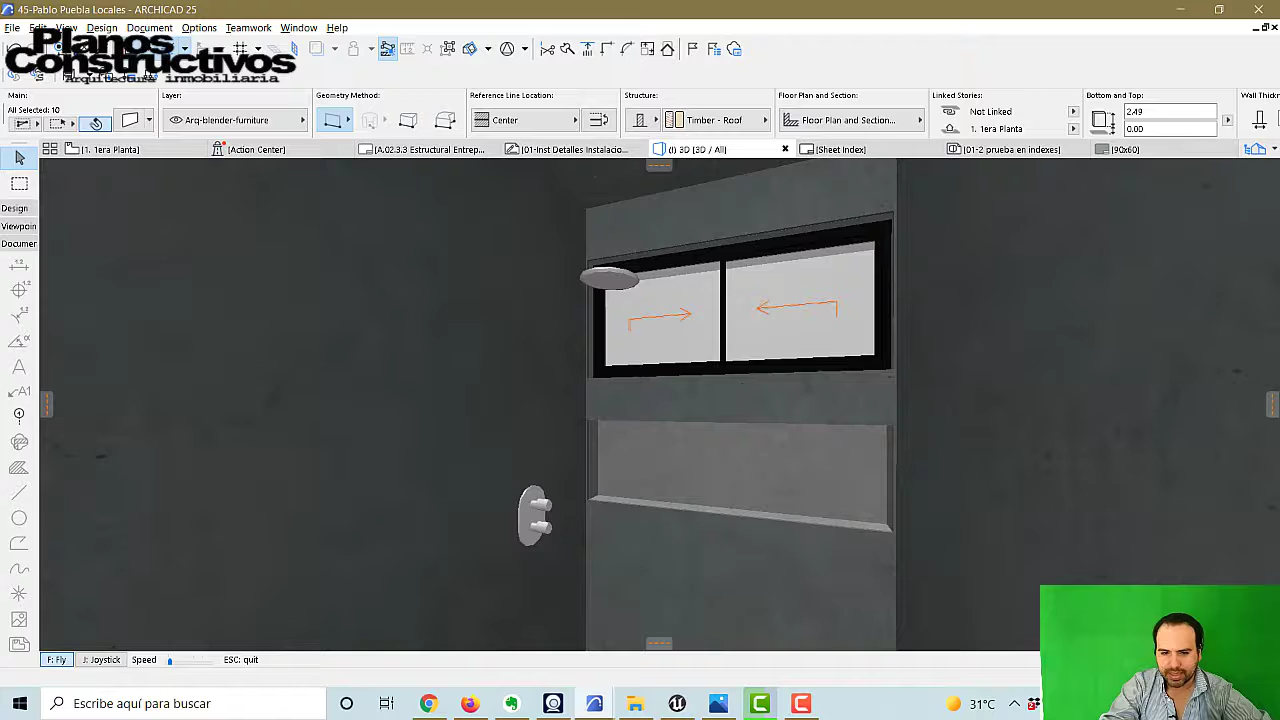 45-Pablo Puebla Locales - ARCHICAD 25
File Edit View Design Document Options Teamwork Window Help
Planos
Constructivos
Arquitectura inmobiliaria
Main: Layer: Geometry Method: Reference Line Location: Structure: Floor Plan and Section: Linked Stories: Bottom and Top: Wall Thick
All Selected: 10
Arq-blender-furniture Center Timber - Roof Floor Plan and Section...
Not Linked 2.49
1. 1era Planta 0.00
[1. 1era Planta] [Action Center] [A.02.3.3 Estructural Entrep... [01-Inst Detalles Instalacio... (!) 3D [3D / All] [Sheet Index] [01-2 prueba en indexes] [90x60]
Design
Viewpoin
Documer
A
A1
F: Fly J: Joystick Speed ESC: quit
Escribe aquí para buscar
31°C